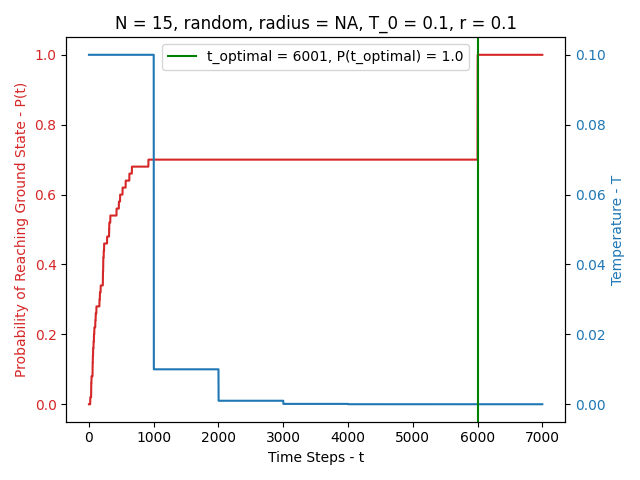 N = 15, random, radius = NA, T_0 = 0.1, r = 0.1
t_optimal = 6001, P(t_optimal) = 1.0
Probability of Reaching Ground State - P(t)
1.0
0.8
0.6
0.4
0.2
0.0
0.10
0.08
0.06
0.04
0.02
0.00
Temperature - T
0 1000 2000 3000 4000 5000 6000 7000
Time Steps - t